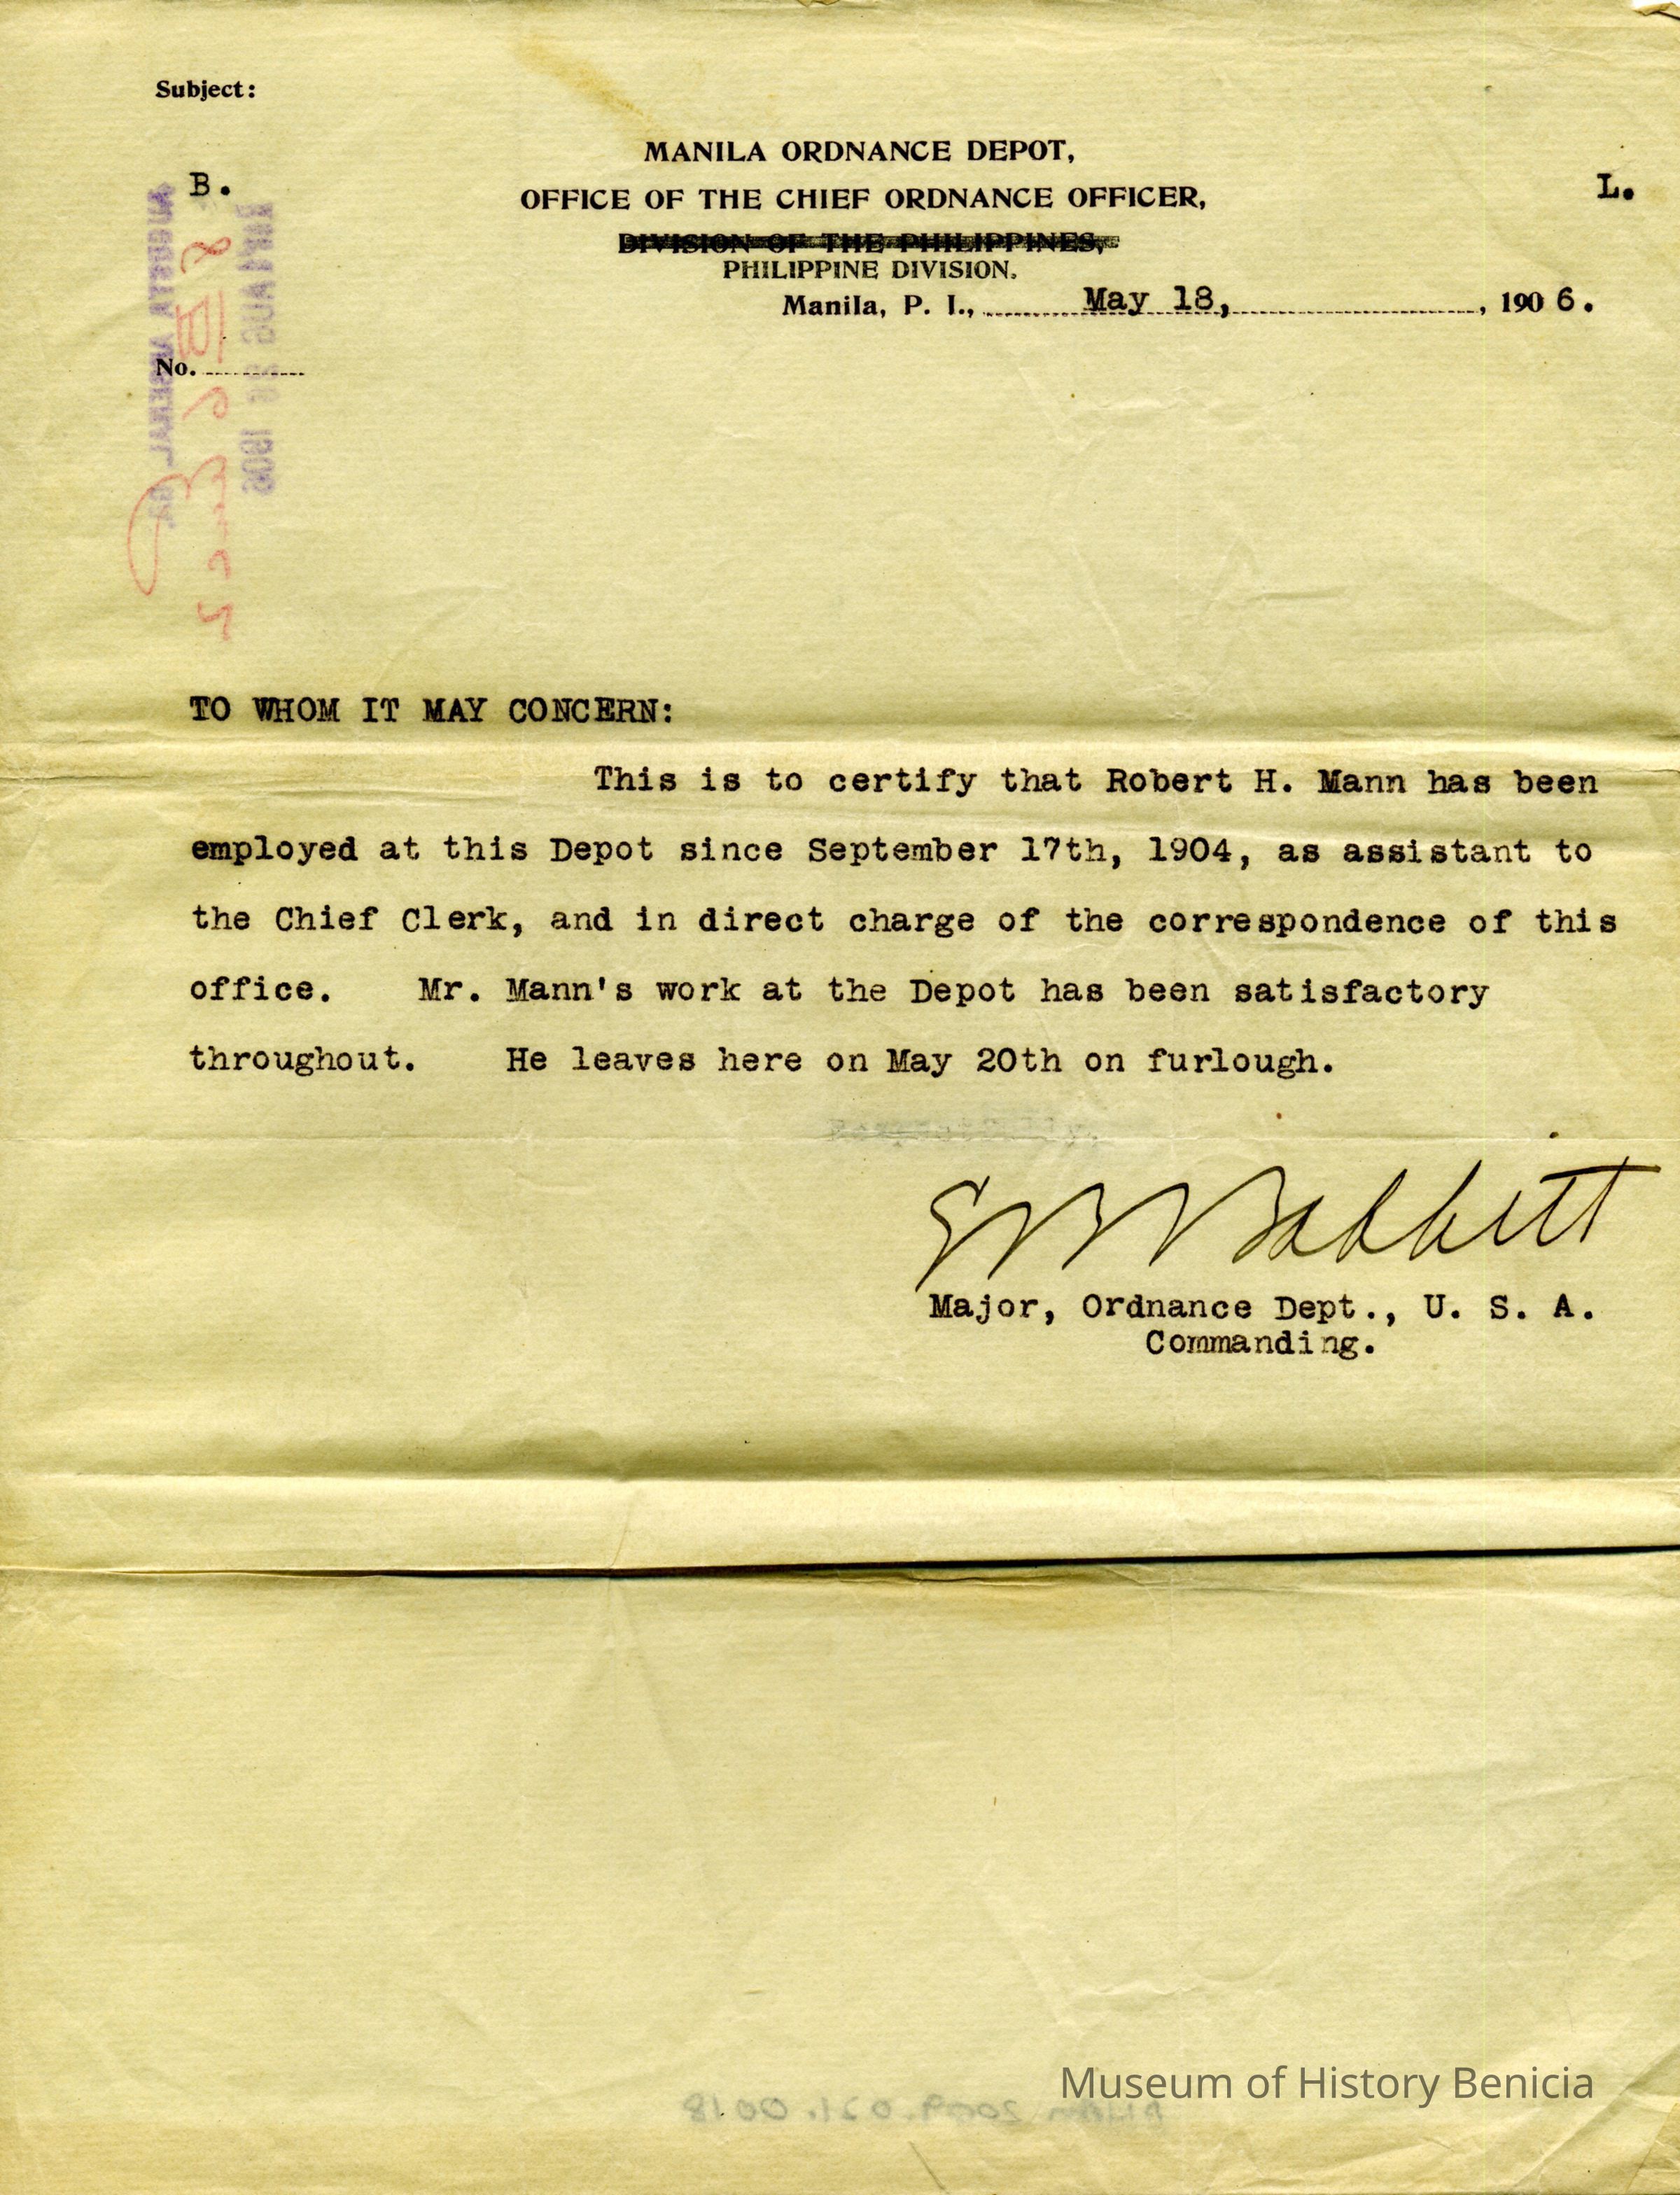 Subject:
MANILA ORDNANCE DEPOT,
B.
OFFICE OF THE CHIEF ORDNANCE OFFICER,
L.
DIVISION OF THE PHILIPPINES,
PHILIPPINE DIVISION.
Manila, P. I., May 18, , 190 6.
No.
TO WHOM IT MAY CONCERN:
This is to certify that Robert H. Mann has been
employed at this Depot since September 17th, 1904, as assistant to
the Chief Clerk, and in direct charge of the correspondence of this
office. Mr. Mann's work at the Depot has been satisfactory
throughout. He leaves here on May 20th on furlough.
E B Babbitt
Major, Ordnance Dept., U. S. A.
Commanding.
Museum of History Benicia